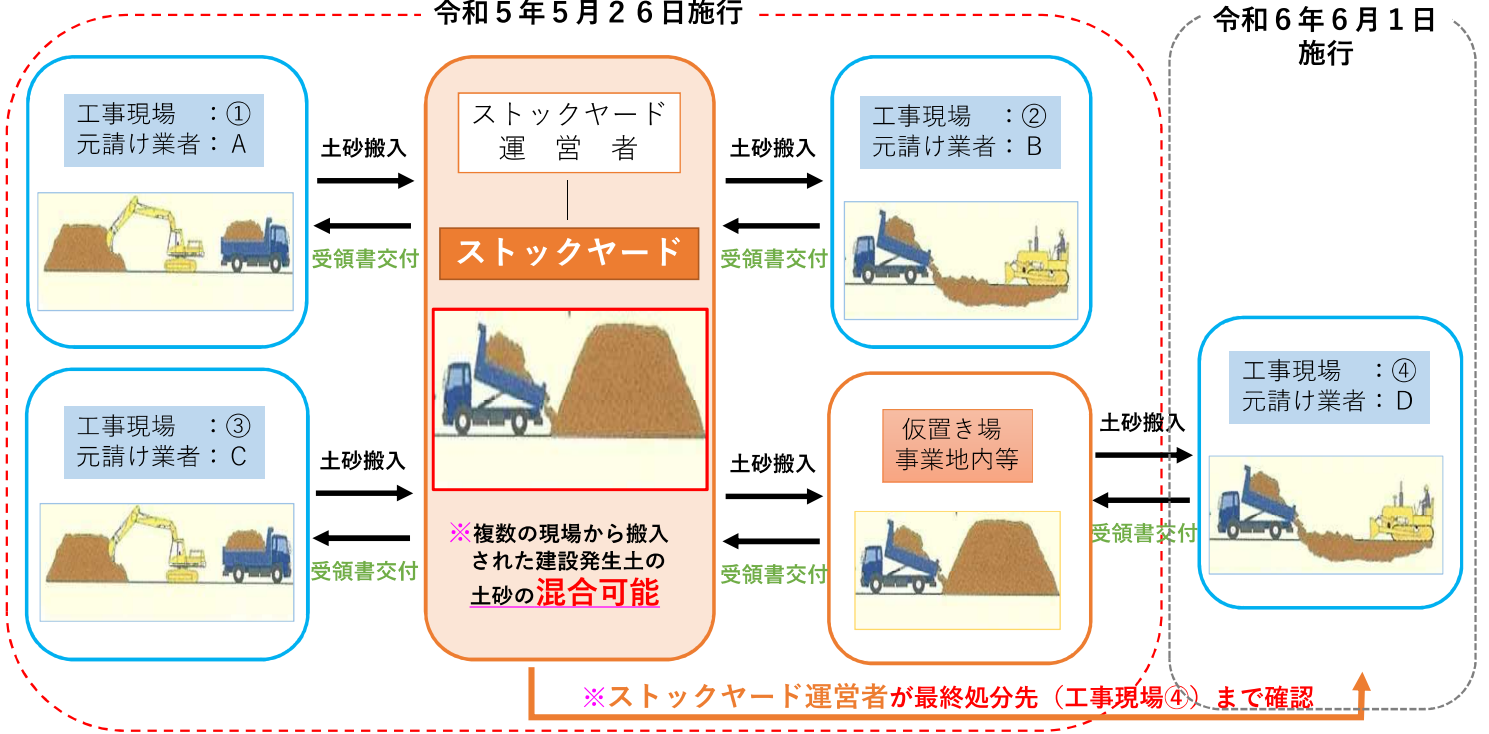 令和５年５月２６日施行
令和６年６月１日
施行
工事現場　：①
元請け業者：A
土砂搬入
受領書交付
ストックヤード
運　営　者
ストックヤード
土砂搬入
受領書交付
工事現場　：②
元請け業者：B
工事現場　：③
元請け業者：C
土砂搬入
受領書交付
※複数の現場から搬入
された建設発生土の
土砂の混合可能
土砂搬入
受領書交付
仮置き場
事業地内等
土砂搬入
受領書交付
工事現場　：④
元請け業者：D
※ストックヤード運営者が最終処分先（工事現場④）まで確認